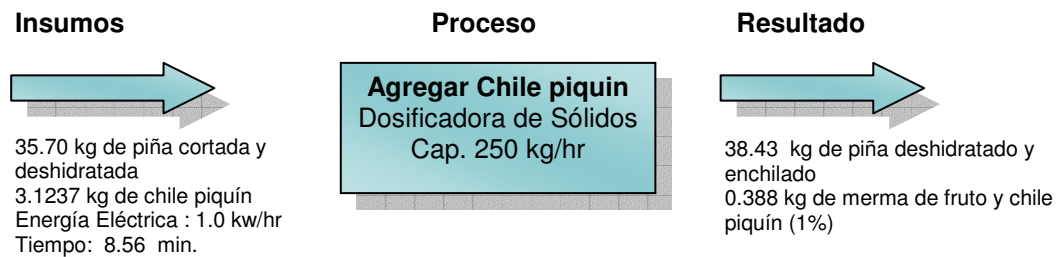 Insumos
Proceso
Resultado
Agregar Chile piquin
Dosificadora de Sólidos
Cap. 250 kg/hr
35.70 kg de piña cortada y
deshidratada
3.1237 kg de chile piquín
Energía Eléctrica : 1.0 kw/hr
Tiempo: 8.56 min.
38.43 kg de piña deshidratado y
enchilado
0.388 kg de merma de fruto y chile
piquín (1%)